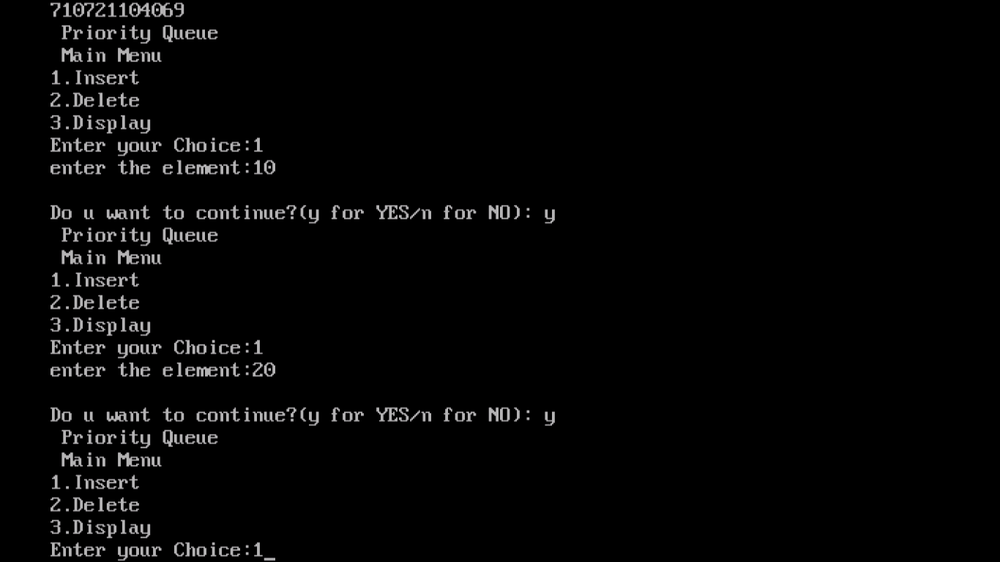 710721104069
Priority Queue
Main Menu
1.Insert
2.Delete
3.Display
Enter your Choice:1
enter the element:10
Do u want to continue?(y for YES/n for NO): y
Priority Queue
Main Menu
1.Insert
2.Delete
3.Display
Enter your Choice:1
enter the element:20
Do u want to continue?(y for YES/n for NO): y
Priority Queue
Main Menu
1.Insert
2.Delete
3.Display
Enter your Choice:1_